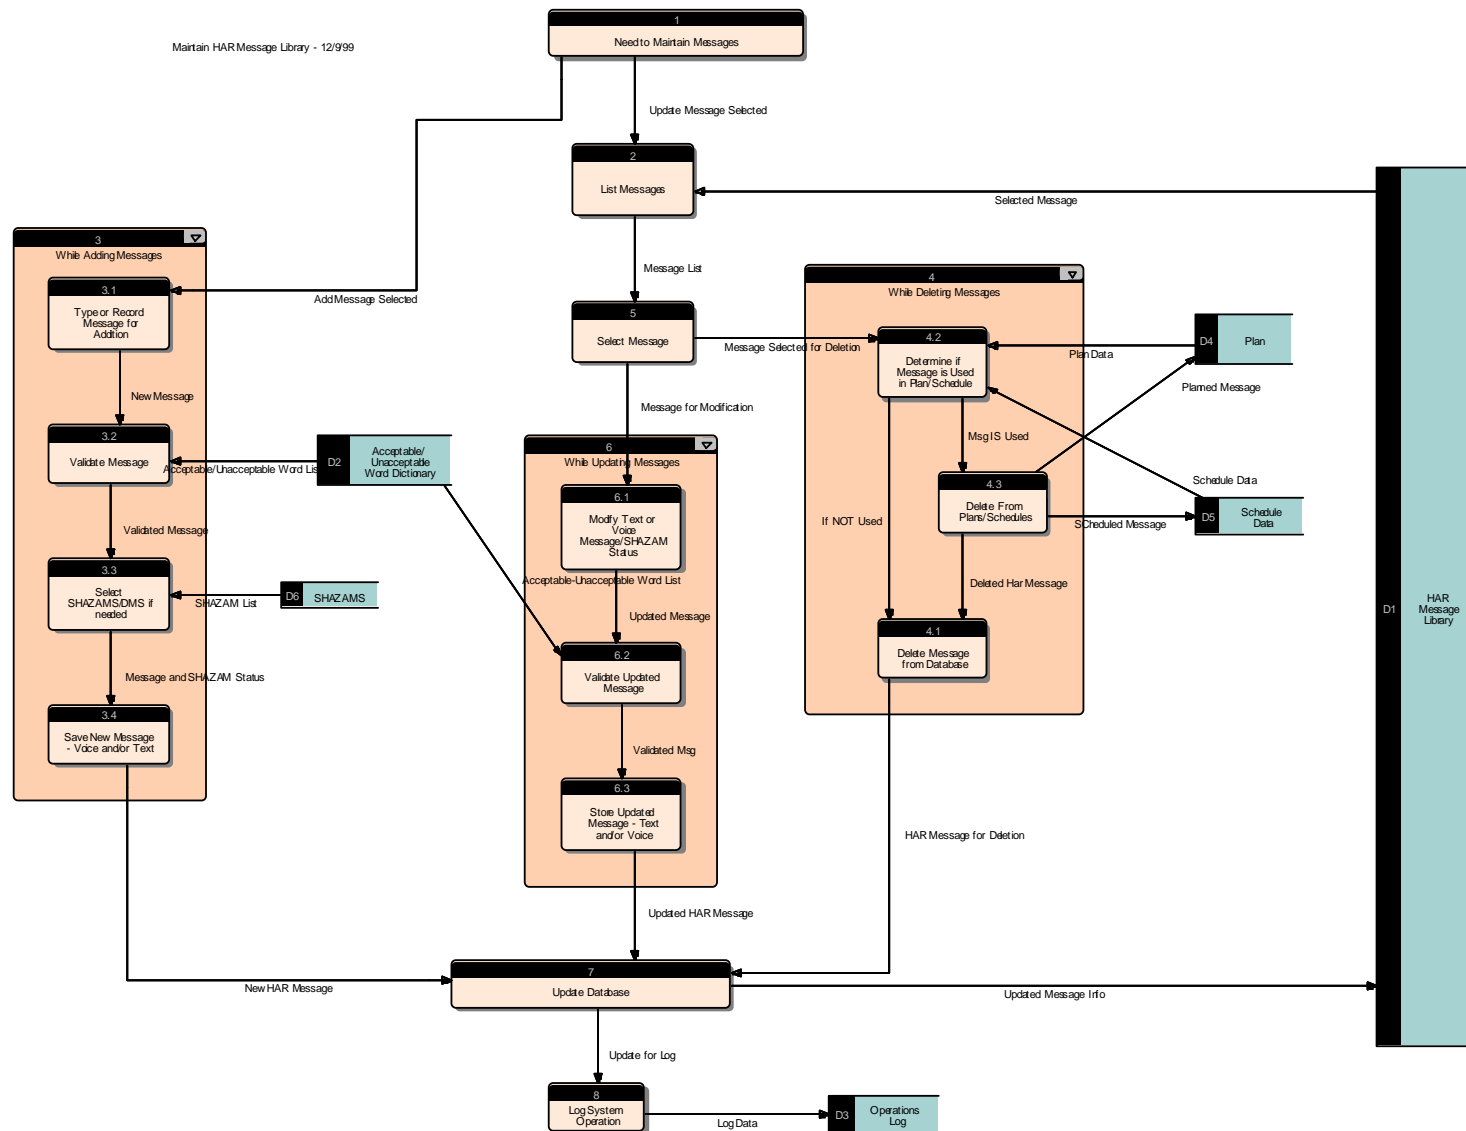 1
Need to Maintain Messages
Maintain HAR Message Library - 12/9/99
Update Message Selected
2
List Messages
Selected Message
3
While Adding Messages
Message List
4
While Deleting Messages
3.1
Type or Record
Message for
Addtion
Add Message Selected
5
Select Message
Message Selected for Deletion
4.2
Determine if
Message is Used
in Plan/Schedule
Plan Data
D4
Plan
Planned Message
New Message
Message for Modification
Msg IS Used
3.2
Validate Message
Acceptable/Unacceptable Word List
D2
Acceptable/
Unacceptable
Word Dictionary
6
While Updating Messages
6.1
Modfy Text or
Voice
Message/SHAZAM
Status
4.3
Delete From
Plans/Schedules
Schedule Data
D5
Schedule
Data
SCheduled Message
If NOT Used
Validated Message
3.3
Select
SHAZAMS/DMS if
needed
SHAZAM List
D6
SHAZAMS
Acceptable-Unacceptable Word List
Deleted Har Message
Updated Message
D1
HAR
Message
Library
4.1
Delete Message
from Database
6.2
Validate Updated
Message
Message and SHAZAM Status
3.4
Save New Message
- Voice and/or Text
Validated Msg
6.3
Store Updated
Message - Text
and/or Voice
HAR Message for Deletion
Updated HAR Message
7
Update Database
New HAR Message
Updated Message Info
Update for Log
8
Log System
Operation
Log Data
D3
Operations
Log